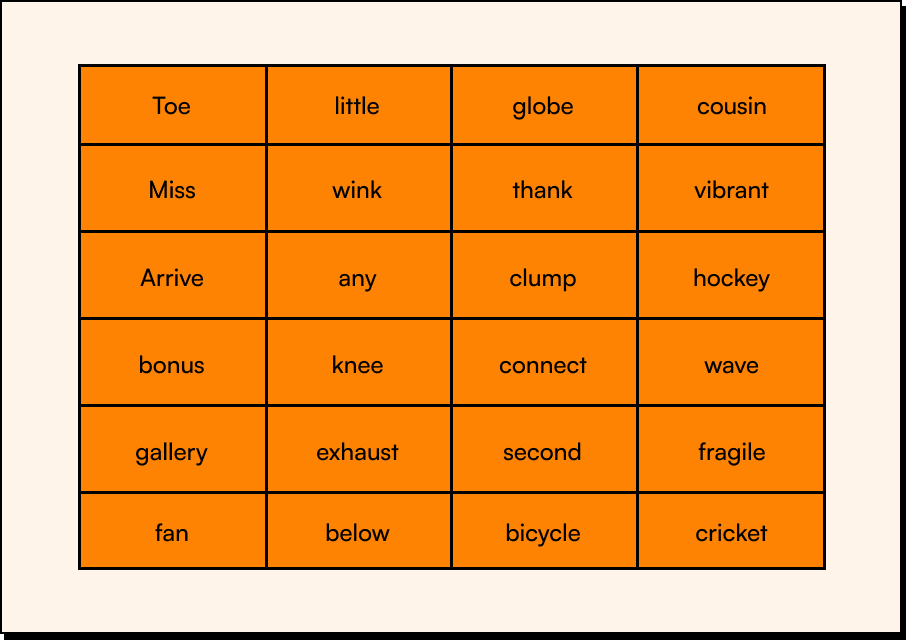 Toe little globe cousin
Miss wink thank vibrant
Arrive any clump hockey
bonus knee connect wave
gallery exhaust second fragile
fan below bicycle cricket